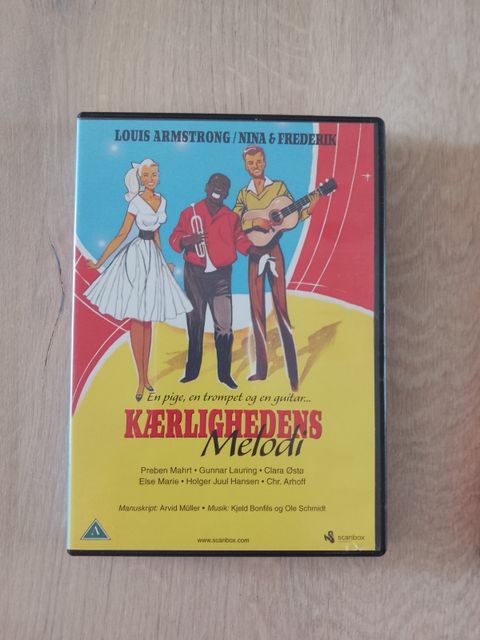 LOUIS ARMSTRONG / NINA & FREDERIK
En pige, en trompet og en guitar...
KÆRLIGHEDENS
Melodi
Preben Mahrt • Gunnar Lauring • Clara Østø
Else Marie • Holger Juul Hansen • Chr. Arhoff
Manuskript: Arvid Müller • Musik: Kjeld Bonfils og Ole Schmidt
A
www.scanbox.com
scanbox